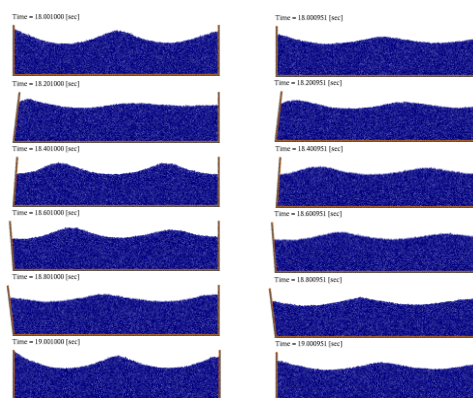 Time = 18.001000 [sec]
Time = 18.000951 [sec]
Time = 18.201000 [sec]
Time = 18.200951 [sec]
Time = 18.401000 [sec]
Time = 18.400951 [sec]
Time = 18.601000 [sec]
Time = 18.600951 [sec]
Time = 18.801000 [sec]
Time = 18.800951 [sec]
Time = 19.001000 [sec]
Time = 19.000951 [sec]